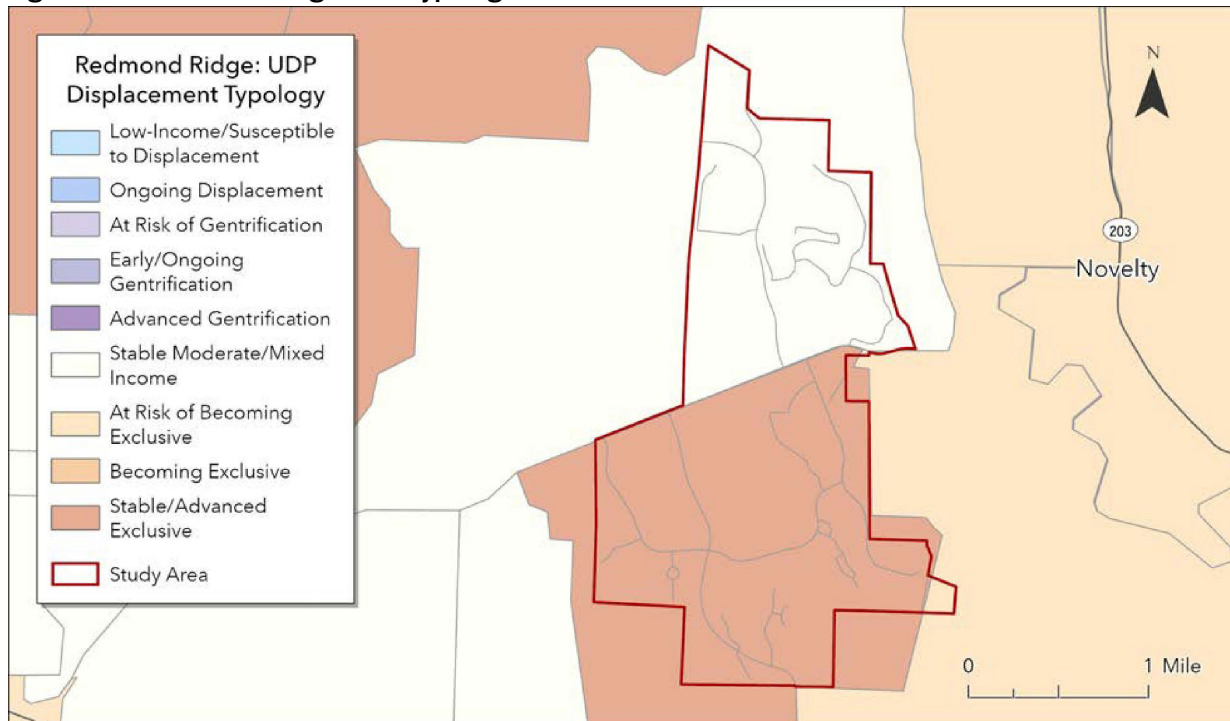 Redmond Ridge: UDP
Displacement Typology
Low-Income/Susceptible
to Displacement
Ongoing Displacement
At Risk of Gentrification
Early/Ongoing
Gentrification
Advanced Gentrification
Stable Moderate/Mixed
Income
At Risk of Becoming
Exclusive
Becoming Exclusive
Stable/Advanced
Exclusive
Study Area
N
203
Novelty
0 1 Mile